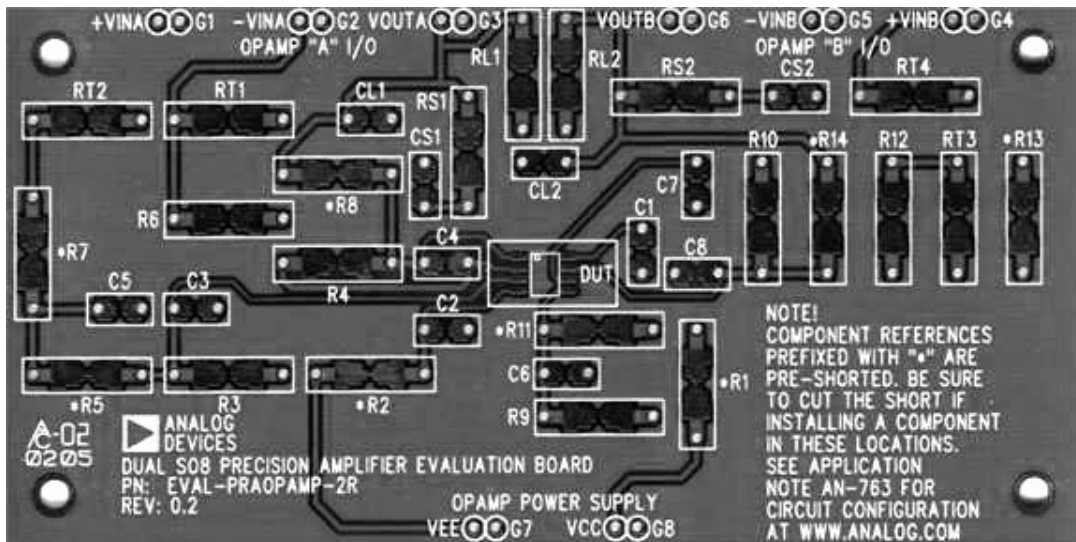 +VINA G1 -VINA G2 VOUTA G3 VOUTB G6 -VINB G5 +VINB G4
OPAMP "A" I/O OPAMP "B" I/O
RL1 RL2
RS2 CS2 RT4
RT2 RT1 CL1 RS1
CS1
R10 *R14 R12 RT3 *R13
CL2 C7
*R8
R6
C1
*R7
C4 C8
DUT
R4
C5 C3 C2
*R11
C6
*R1
R9
*R5 R3 *R2
NOTE!
COMPONENT REFERENCES
PREFIXED WITH "*" ARE
PRE-SHORTED. BE SURE
TO CUT THE SHORT IF
INSTALLING A COMPONENT
IN THESE LOCATIONS.
SEE APPLICATION
NOTE AN-763 FOR
CIRCUIT CONFIGURATION
AT WWW.ANALOG.COM
-02
0205
ANALOG
DEVICES
DUAL SO8 PRECISION AMPLIFIER EVALUATION BOARD
PN: EVAL-PRAOPAMP-2R
REV: 0.2
OPAMP POWER SUPPLY
VEE G7 VCC G8